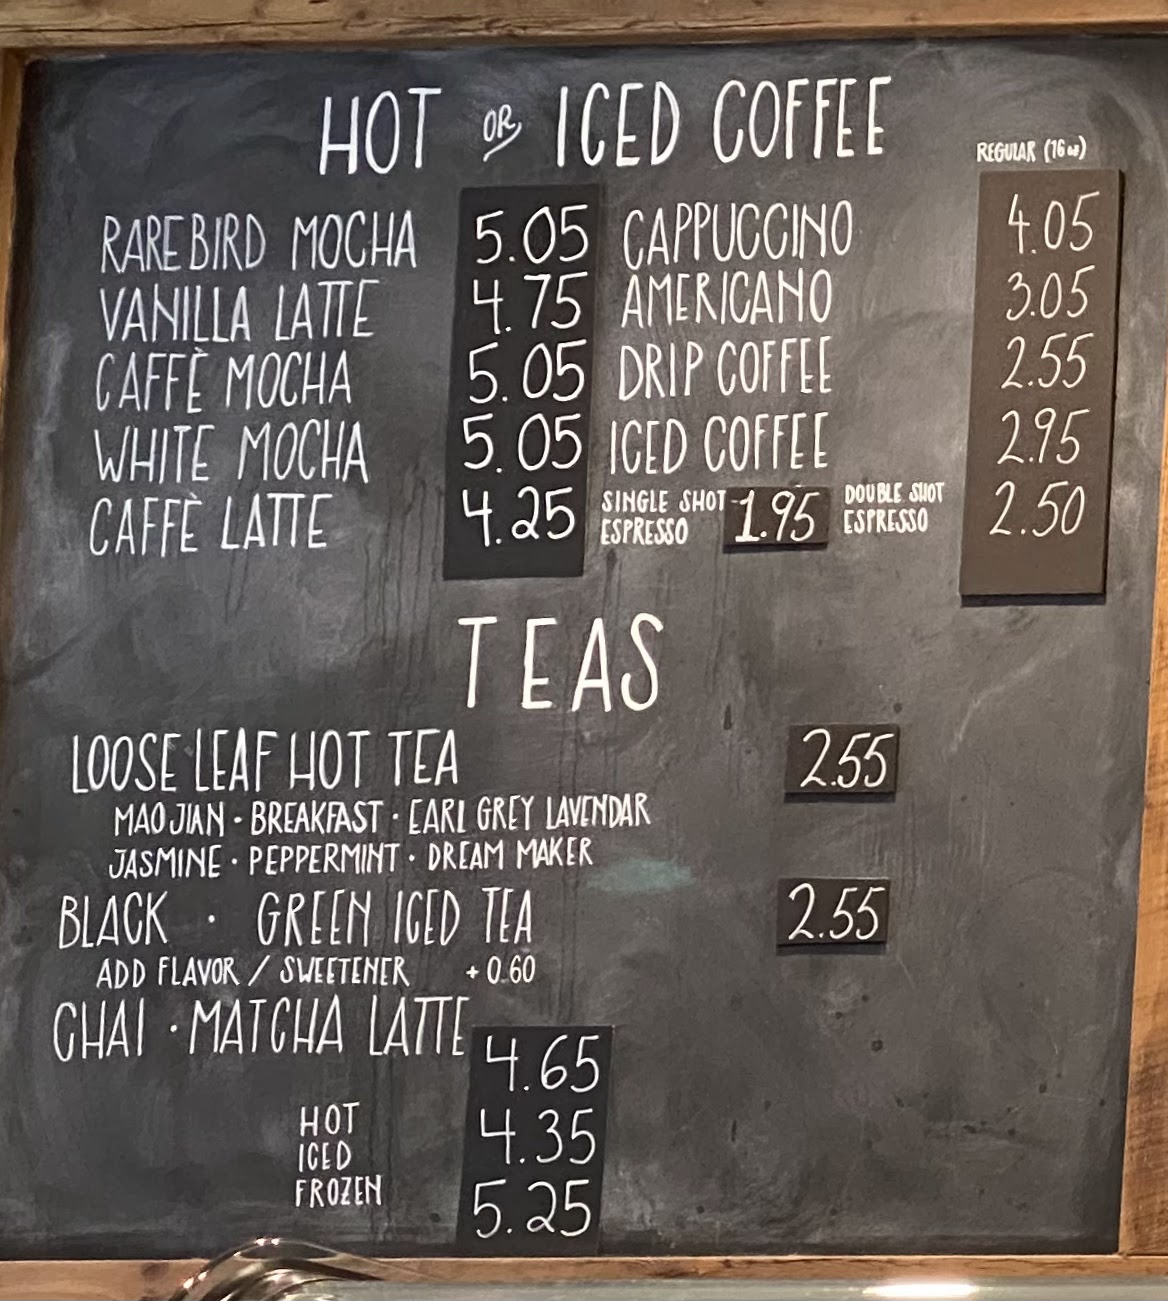 HOT OR ICED COFFEE
REGULAR (16 oz)
RAREBIRD MOCHA 5.05 CAPPUCCINO 4.05
VANILLA LATTE 4.75 AMERICANO 3.05
CAFFÈ MOCHA 5.05 DRIP COFFEE 2.55
WHITE MOCHA 5.05 ICED COFFEE 2.95
CAFFÈ LATTE 4.25 SINGLE SHOT ESPRESSO 1.95 DOUBLE SHOT ESPRESSO 2.50
TEAS
LOOSE LEAF HOT TEA 2.55
MAO JIAN · BREAKFAST · EARL GREY LAVENDAR
JASMINE · PEPPERMINT · DREAM MAKER
BLACK · GREEN ICED TEA 2.55
ADD FLAVOR / SWEETENER + 0.60
CHAI · MATCHA LATTE
HOT 4.65
ICED 4.35
FROZEN 5.25